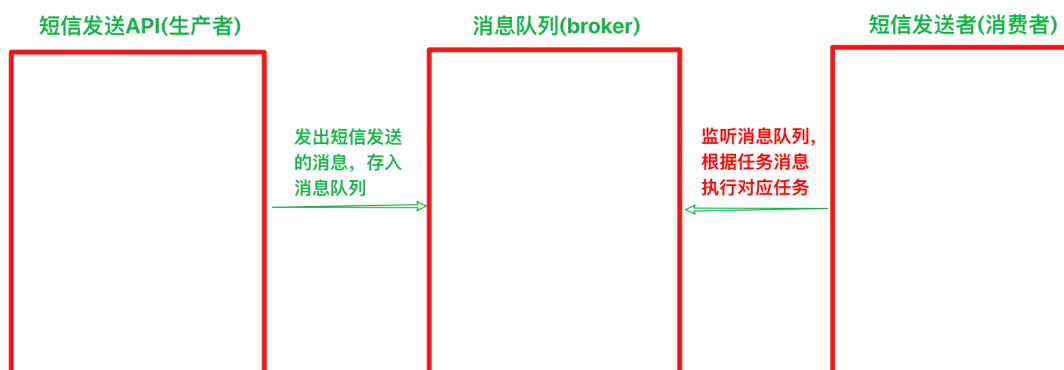 短信发送API(生产者)
消息队列(broker)
短信发送者(消费者)
发出短信发送
的消息，存入
消息队列
监听消息队列,
根据任务消息
执行对应任务